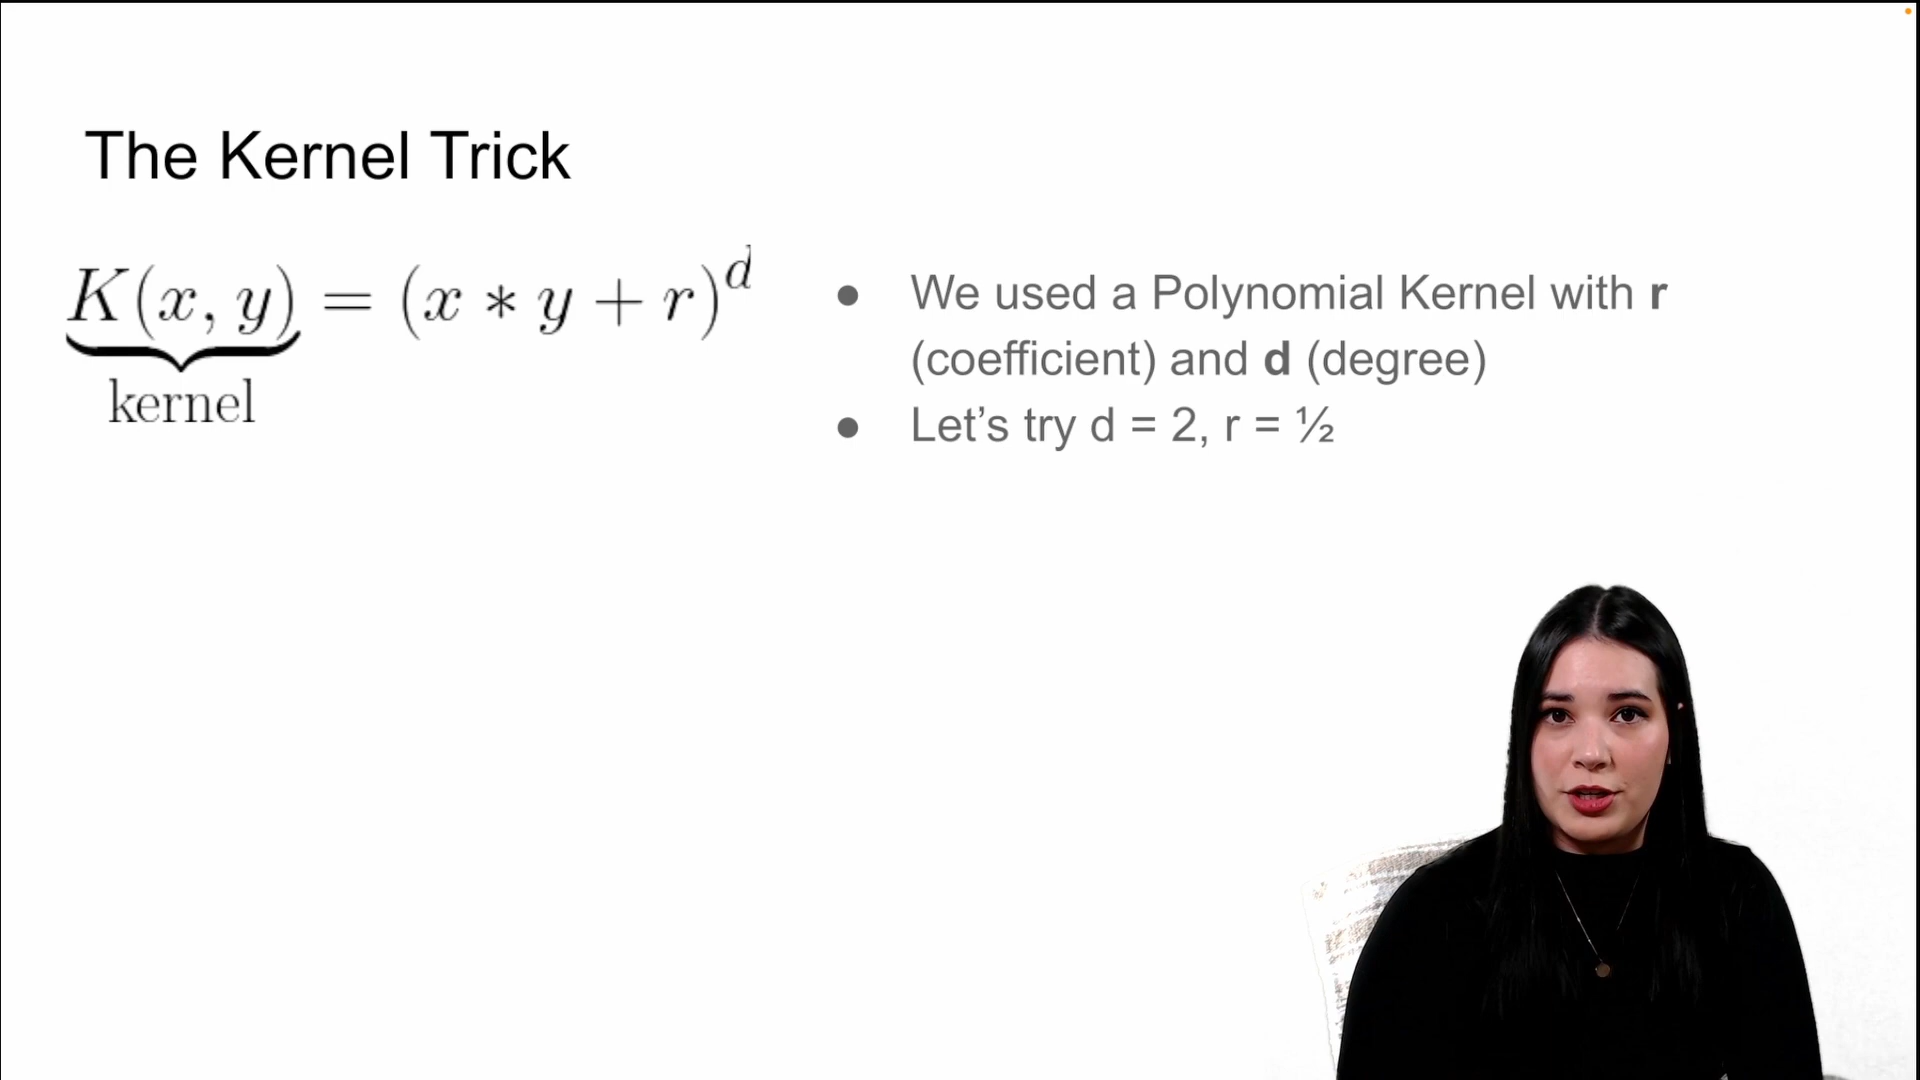 The Kernel Trick
K(x, y) = (x * y + r)^d
kernel
● We used a Polynomial Kernel with r
(coefficient) and d (degree)
● Let’s try d = 2, r = ½